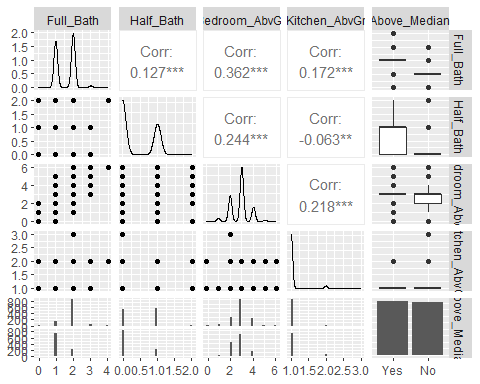 Full_Bath Half_Bath edroom_AbvG Kitchen_AbvGr Above_Median
2.0
1.5
1.0
0.5
0.0
Corr:
0.127***
Corr:
0.362***
Corr:
0.172***
Full_Bath
2.0
1.5
1.0
0.5
0.0
Corr:
0.244***
Corr:
-0.063**
Half_Bath
6
4
2
0
Corr:
0.218***
droom_Abv
3.0
2.5
2.0
1.5
1.0
tchen_AbvG
800
600
400
200
0
800
600
400
200
0
bove_Media
0 1 2 3 4 0.00.51.01.52.0 0 2 4 6 1.01.52.02.53.0 Yes No